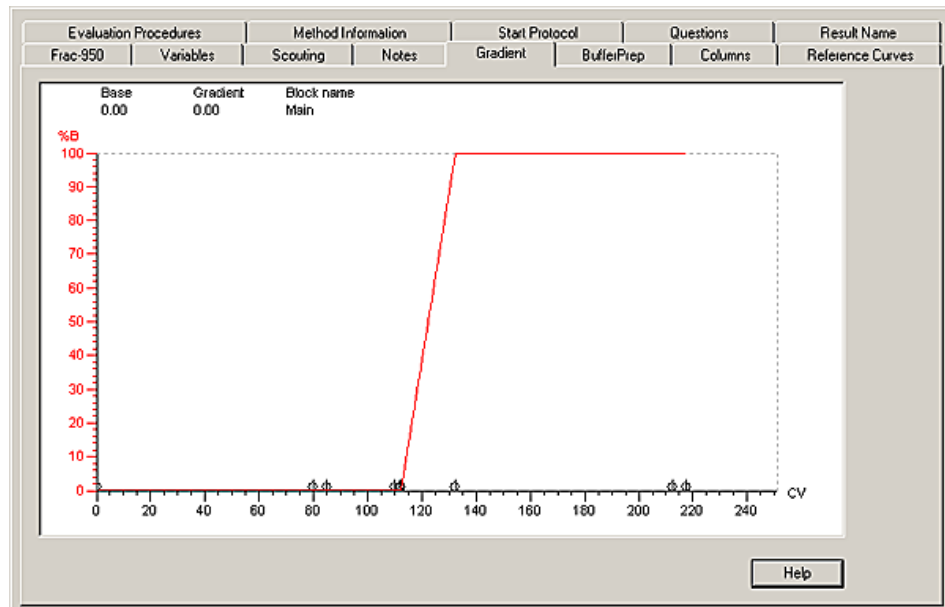 Evaluation Procedures Method Information Start Protocol Questions Result Name
Frac-950 Variables Scouting Notes Gradient BufferPrep Columns Reference Curves
Base Gradient Block name
0.00 0.00 Main
%B
100
90
80
70
60
50
40
30
20
10
0
CV
0 20 40 60 80 100 120 140 160 180 200 220 240
Help